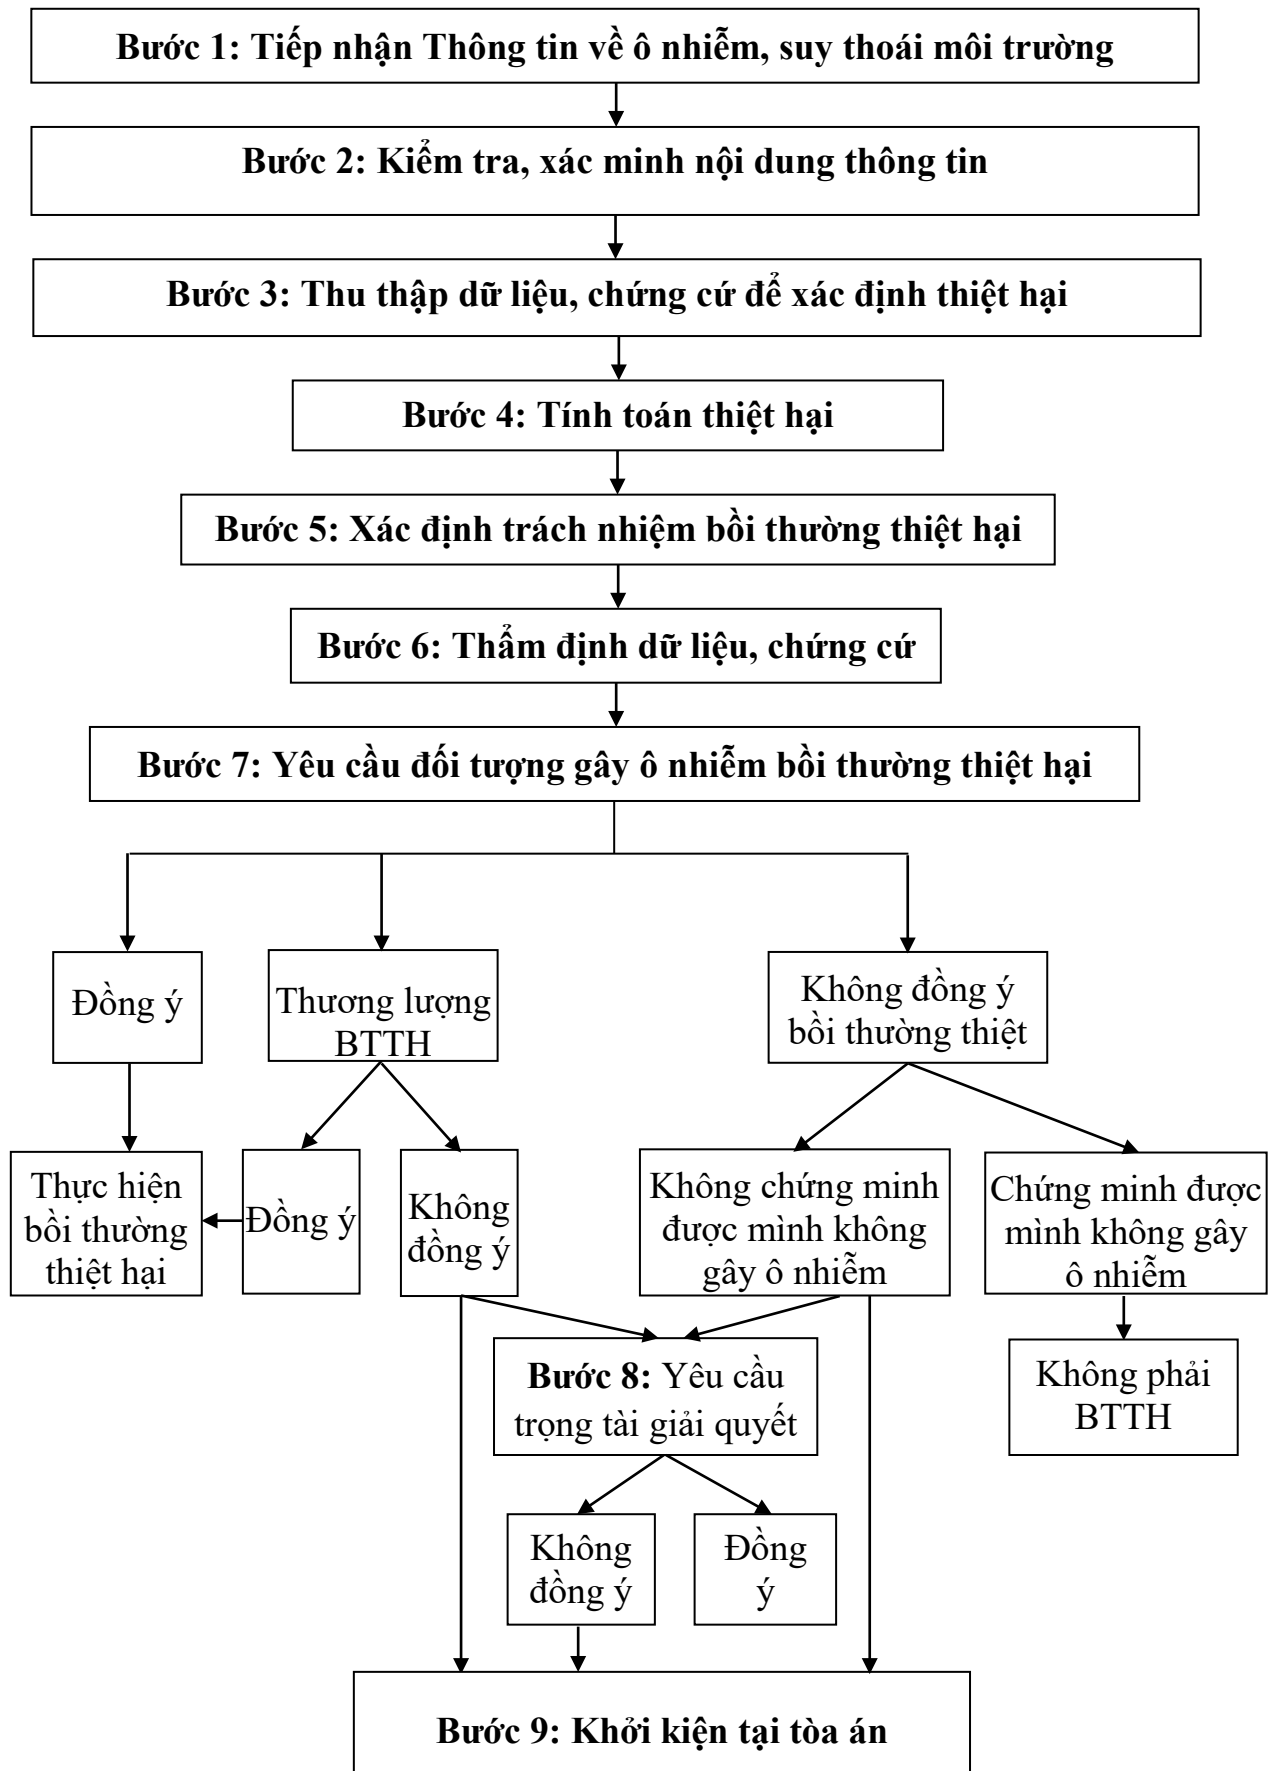 Bước 1: Tiếp nhận Thông tin về ô nhiễm, suy thoái môi trường
Bước 2: Kiểm tra, xác minh nội dung thông tin
Bước 3: Thu thập dữ liệu, chứng cứ để xác định thiệt hại
Bước 4: Tính toán thiệt hại
Bước 5: Xác định trách nhiệm bồi thường thiệt hại
Bước 6: Thẩm định dữ liệu, chứng cứ
Bước 7: Yêu cầu đối tượng gây ô nhiễm bồi thường thiệt hại
Đồng ý
Thương lượng
BTTH
Không đồng ý
bồi thường thiệt
Thực hiện
bồi thường
thiệt hại
Đồng ý
Không
đồng ý
Không chứng minh
được mình không
gây ô nhiễm
Chứng minh được
mình không gây
ô nhiễm
Bước 8: Yêu cầu
trọng tài giải quyết
Không phải
BTTH
Không
đồng ý
Đồng
ý
Bước 9: Khởi kiện tại tòa án